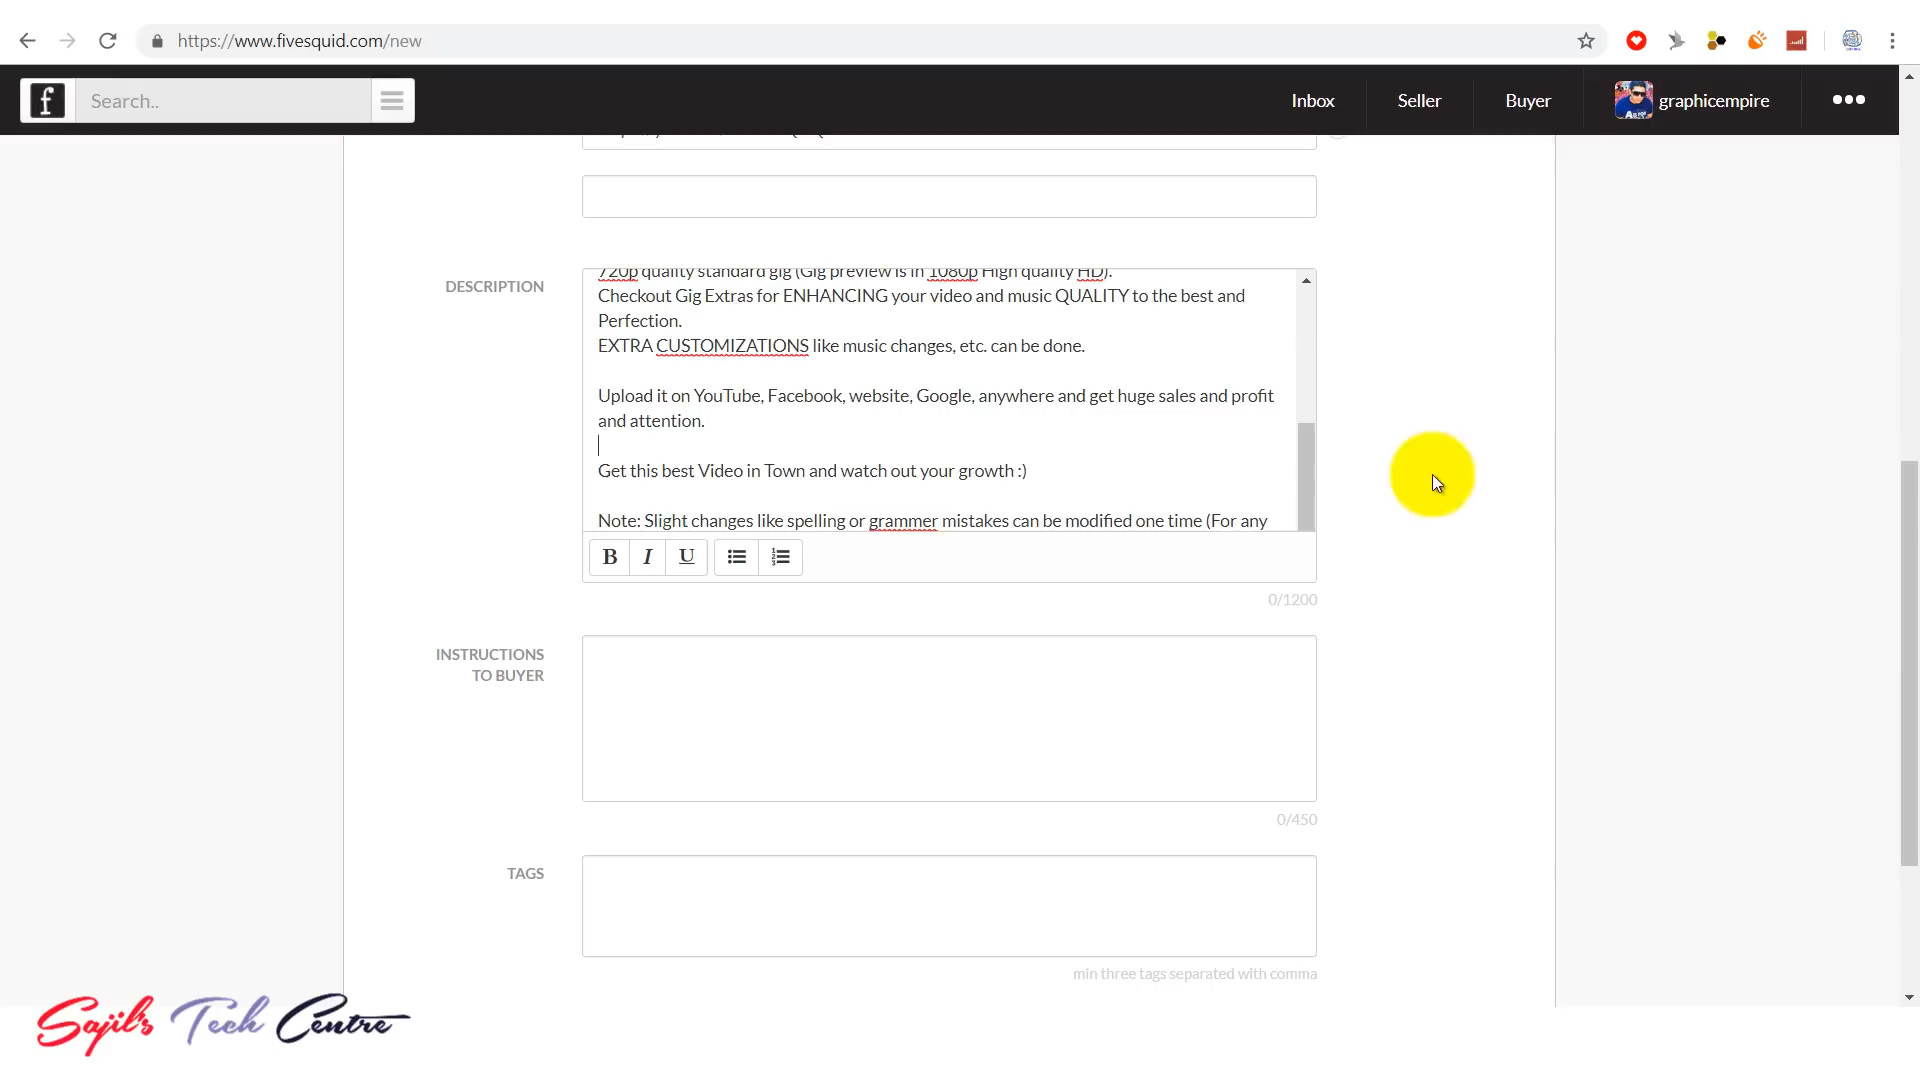 https://www.fivesquid.com/new
f
Search..
Inbox
Seller
Buyer
graphicempire
DESCRIPTION
720p quality standard gig (Gig preview is in 1080p High quality HD).
Checkout Gig Extras for ENHANCING your video and music QUALITY to the best and
Perfection.
EXTRA CUSTOMIZATIONS like music changes, etc. can be done.
Upload it on YouTube, Facebook, website, Google, anywhere and get huge sales and profit
and attention.
Get this best Video in Town and watch out your growth :)
Note: Slight changes like spelling or grammer mistakes can be modified one time (For any
B I U
0/1200
INSTRUCTIONS
TO BUYER
0/450
TAGS
min three tags separated with comma
Sajil's Tech Centre